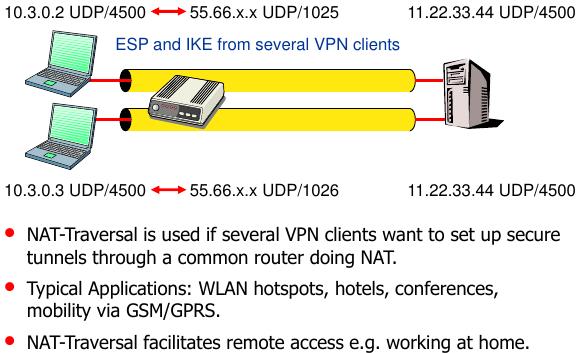 10.3.0.2 UDP/4500 55.66.x.x UDP/1025 11.22.33.44 UDP/4500
ESP and IKE from several VPN clients
10.3.0.3 UDP/4500 55.66.x.x UDP/1026 11.22.33.44 UDP/4500
NAT-Traversal is used if several VPN clients want to set up secure
tunnels through a common router doing NAT.
Typical Applications: WLAN hotspots, hotels, conferences,
mobility via GSM/GPRS.
NAT-Traversal facilitates remote access e.g. working at home.